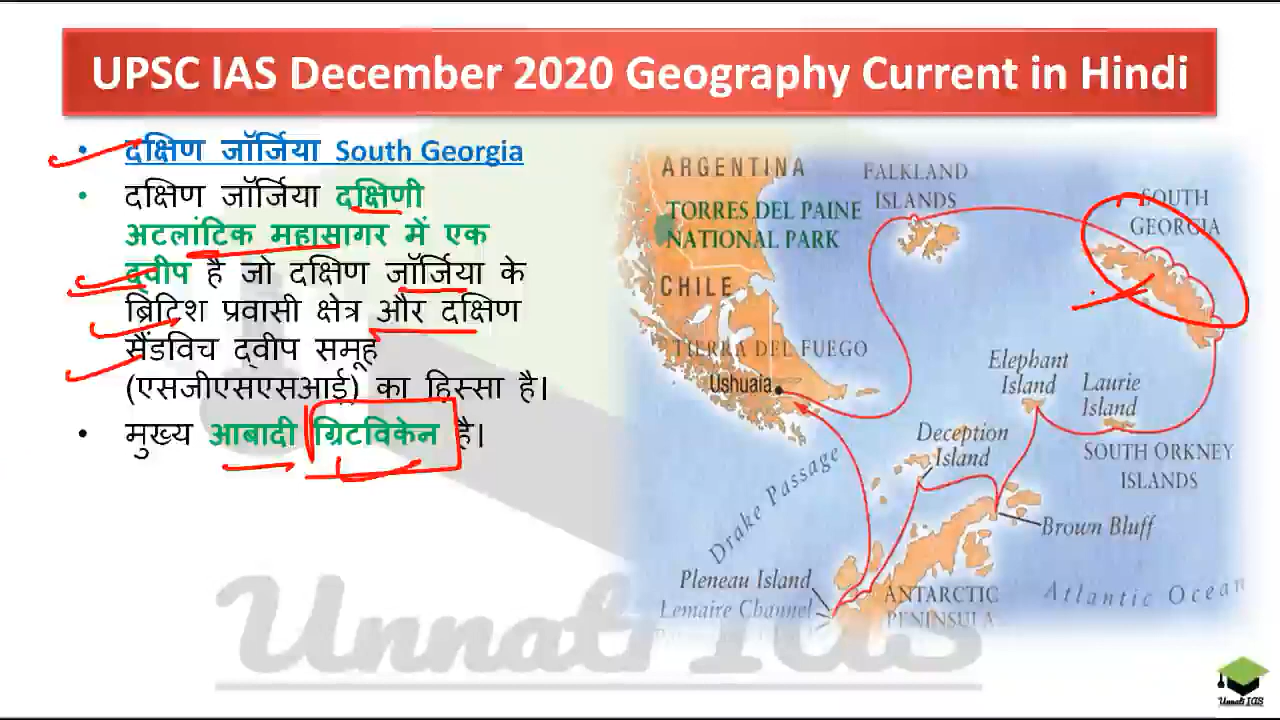 UPSC IAS December 2020 Geography Current in Hindi
• दक्षिण जॉर्जिया South Georgia
• दक्षिण जॉर्जिया दक्षिणी
अटलांटिक महासागर में एक
द्वीप है जो दक्षिण जॉर्जिया के
ब्रिटिश प्रवासी क्षेत्र और दक्षिण
सैंडविच द्वीप समूह
(एसजीएसएसआई) का हिस्सा है।
• मुख्य आबादी ग्रिटविकेन है।
ARGENTINA
FALKLAND
ISLANDS
SOUTH
GEORGIA
TORRES DEL PAINE
NATIONAL PARK
CHILE
TIERRA DEL FUEGO
Ushuaia
Elephant
Island
Laurie
Island
Deception
Island
SOUTH ORKNEY
ISLANDS
Drake Passage
Brown Bluff
Pleneau Island
Lemaire Channel
ANTARCTIC
PENINSULA
Atlantic Ocean
Unnati IAS
Unnati IAS